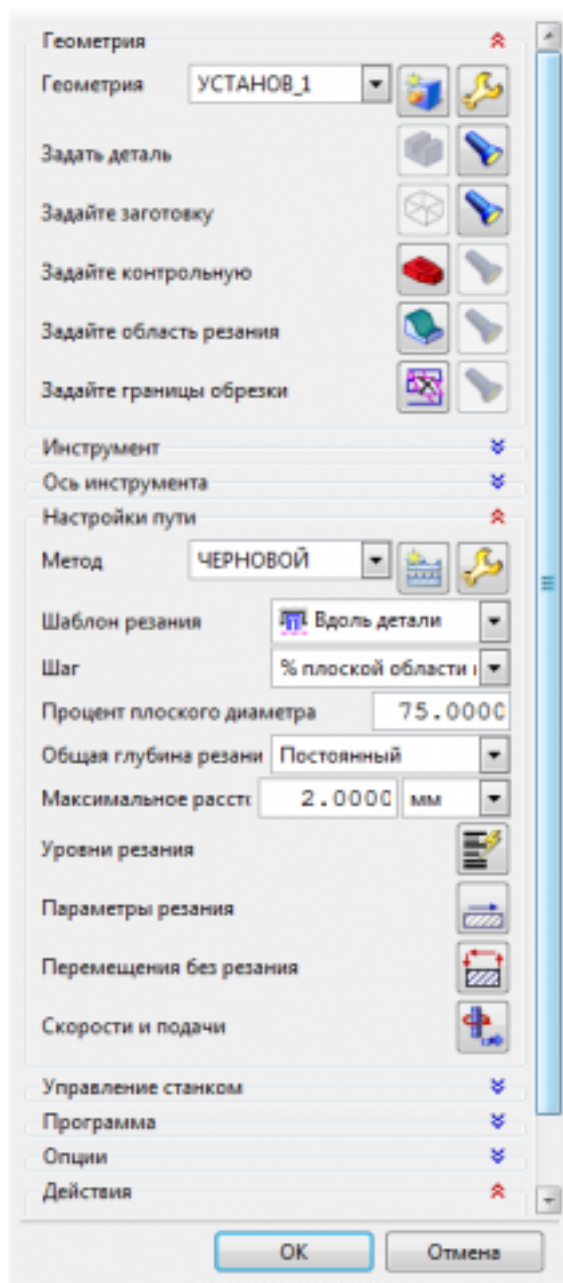 Геометрия
Геометрия УСТАНОВ_1
Задать деталь
Задайте заготовку
Задайте контрольную
Задайте область резания
Задайте границы обрезки
Инструмент
Ось инструмента
Настройки пути
Метод ЧЕРНОВОЙ
Шаблон резания Вдоль детали
Шаг % плоской области
Процент плоского диаметра 75.0000
Общая глубина резани Постоянный
Максимальное расстс 2.0000 мм
Уровни резания
Параметры резания
Перемещения без резания
Скорости и подачи
Управление станком
Программа
Опции
Действия
ОК Отмена